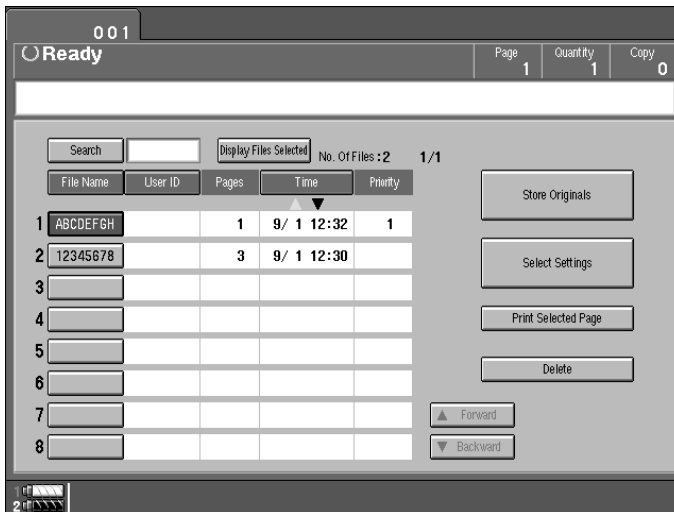 001
Ready
Page 1 Quantity 1 Copy 0
Search Display Files Selected No. Of Files : 2 1/1
File Name User ID Pages Time Priority
Store Originals
1 ABCDEFGH 1 9/ 1 12:32 1
2 12345678 3 9/ 1 12:30
Select Settings
3
4 Print Selected Page
5
Delete
6
7 ▲ Forward
8 ▼ Backward
1
2